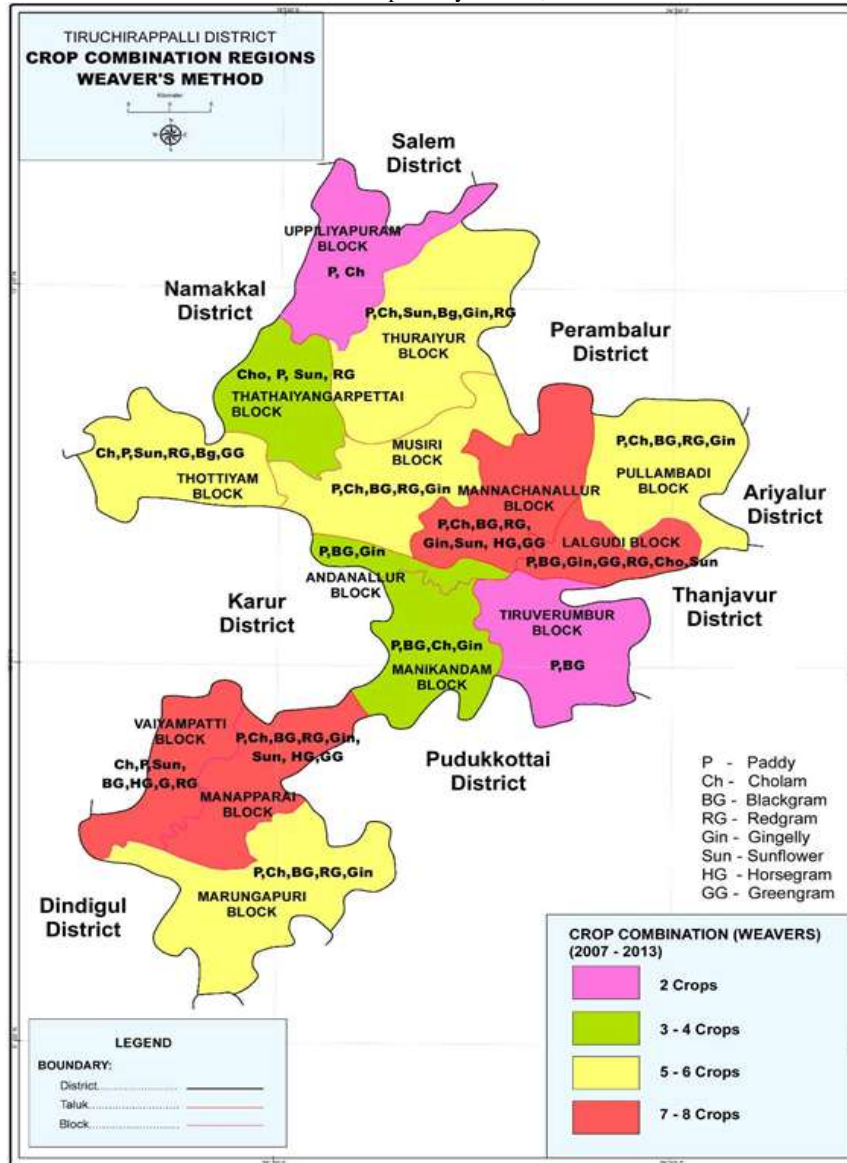 TIRUCHIRAPPALLI DISTRICT
CROP COMBINATION REGIONS
WEAVER'S METHOD
Kilometer
Salem
District
UPPILIYAPURAM
BLOCK
P, Ch
Namakkal
District
P,Ch,Sun,Bg,Gin,RG
THURAIYUR
BLOCK
Perambalur
District
Cho, P, Sun, RG
THATHAIYANGARPETTAI
BLOCK
Ch,P,Sun,RG,Bg,GG
THOTTIYAM
BLOCK
MUSIRI
BLOCK
P,Ch,BG,RG,Gin
P,Ch,BG,RG,Gin
PULLAMBADI
BLOCK
MANNACHANALLUR
BLOCK
P,Ch,BG,RG,
Gin,Sun, HG,GG
Ariyalur
District
LALGUDI BLOCK
P,BG,Gin,GG,RG,Cho,Sun
P,BG,Gin
ANDANALLUR
BLOCK
Karur
District
Thanjavur
District
TIRUVERUMBUR
BLOCK
P,BG
P,BG,Ch,Gin
MANIKANDAM
BLOCK
VAIYAMPATTI
BLOCK
Ch,P,Sun,
BG,HG,G,RG
P,Ch,BG,RG,Gin,
Sun, HG,GG
MANAPPARAI
BLOCK
Pudukkottai
District
P - Paddy
Ch - Cholam
BG - Blackgram
RG - Redgram
Gin - Gingelly
Sun - Sunflower
HG - Horsegram
GG - Greengram
P,Ch,BG,RG,Gin
MARUNGAPURI
BLOCK
Dindigul
District
CROP COMBINATION (WEAVERS)
(2007 - 2013)
2 Crops
3 - 4 Crops
5 - 6 Crops
7 - 8 Crops
LEGEND
BOUNDARY:
District
Taluk
Block